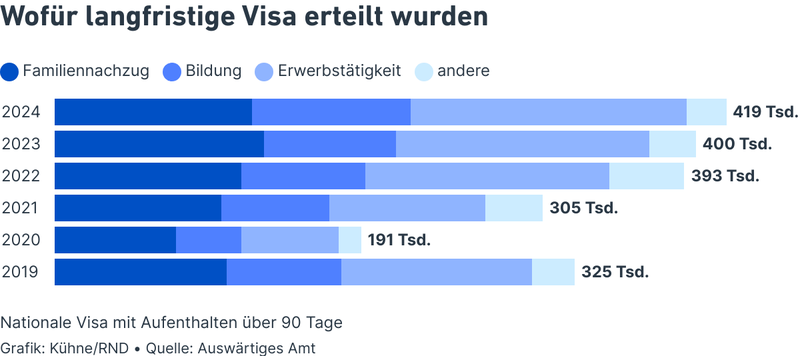 Wofür langfristige Visa erteilt wurden
Familiennachzug Bildung Erwerbstätigkeit andere
2024 419 Tsd.
2023 400 Tsd.
2022 393 Tsd.
2021 305 Tsd.
2020 191 Tsd.
2019 325 Tsd.
Nationale Visa mit Aufenthalten über 90 Tage
Grafik: Kühne/RND • Quelle: Auswärtiges Amt